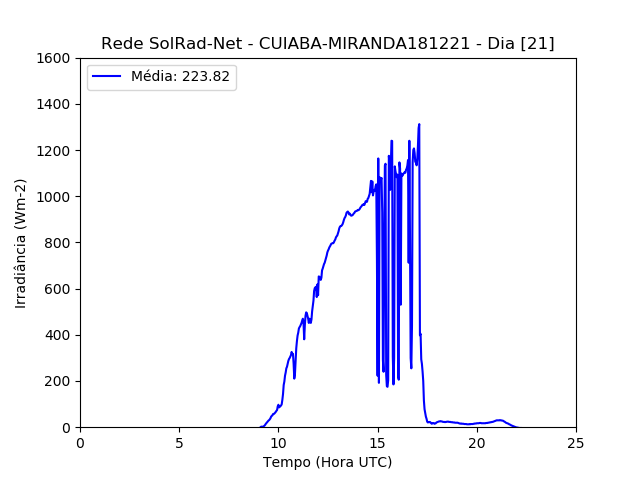 Rede SolRad-Net - CUIABA-MIRANDA181221 - Dia [21]
Média: 223.82
Irradiância (Wm-2)
1600
1400
1200
1000
800
600
400
200
0
0 5 10 15 20 25
Tempo (Hora UTC)